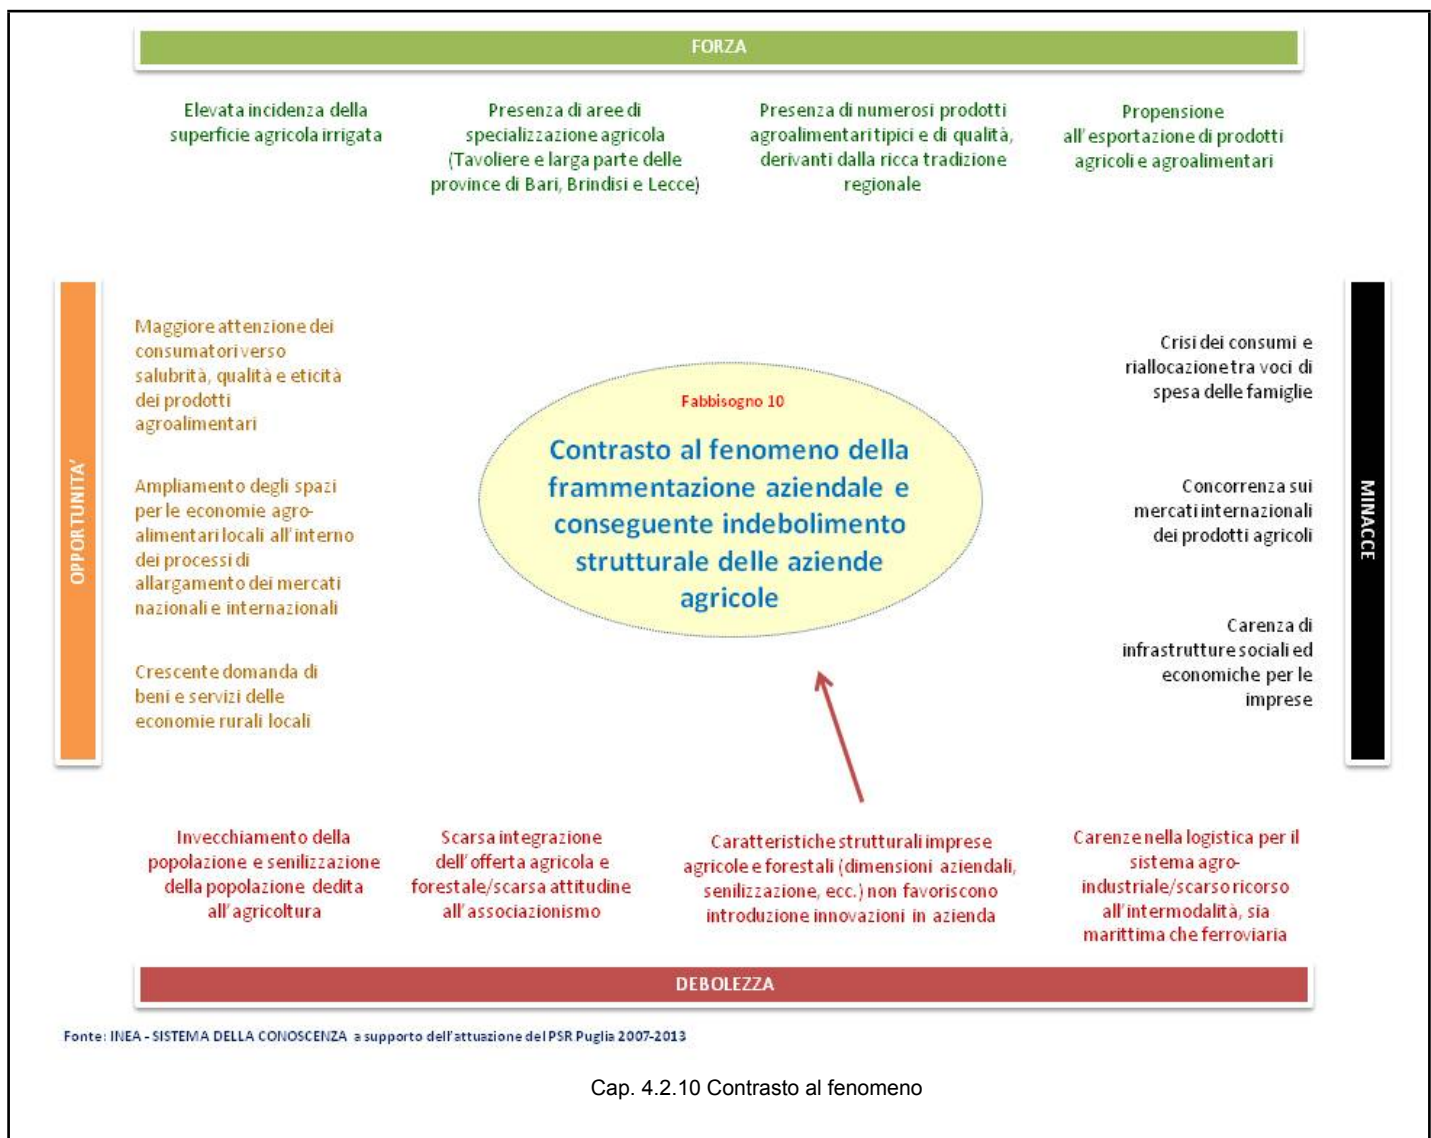 FORZA
Elevata incidenza della
superficie agricola irrigata
Presenza di aree di
specializzazione agricola
(Tavoliere e larga parte delle
province di Bari, Brindisi e Lecce)
Presenza di numerosi prodotti
agroalimentari tipici e di qualità,
derivanti dalla ricca tradizione
regionale
Propensione
all'esportazione di prodotti
agricoli e agroalimentari
OPPORTUNITA'
Maggiore attenzione dei
consumatori verso
salubrità, qualità e eticità
dei prodotti
agroalimentari
Ampliamento degli spazi
per le economie agro-
alimentari locali all'interno
dei processi di
allargamento dei mercati
nazionali e internazionali
Crescente domanda di
beni e servizi delle
economie rurali locali
Fabbisogno 10
Contrasto al fenomeno della
frammentazione aziendale e
conseguente indebolimento
strutturale delle aziende
agricole
Crisi dei consumi e
riallocazione tra voci di
spesa delle famiglie
Concorrenza sui
mercati internazionali
dei prodotti agricoli
Carenza di
infrastrutture sociali ed
economiche per le
imprese
MINACCE
Invecchiamento della
popolazione e senilizzazione
della popolazione dedita
all'agricoltura
Scarsa integrazione
dell'offerta agricola e
forestale/scarsa attitudine
all'associazionismo
Caratteristiche strutturali imprese
agricole e forestali (dimensioni aziendali,
senilizzazione, ecc.) non favoriscono
introduzione innovazioni in azienda
Carenze nella logistica per il
sistema agro-
industriale/scarso ricorso
all'intermodalità, sia
marittima che ferroviaria
DEBOLEZZA
Fonte: INEA - SISTEMA DELLA CONOSCENZA a supporto dell'attuazione del PSR Puglia 2007-2013
Cap. 4.2.10 Contrasto al fenomeno